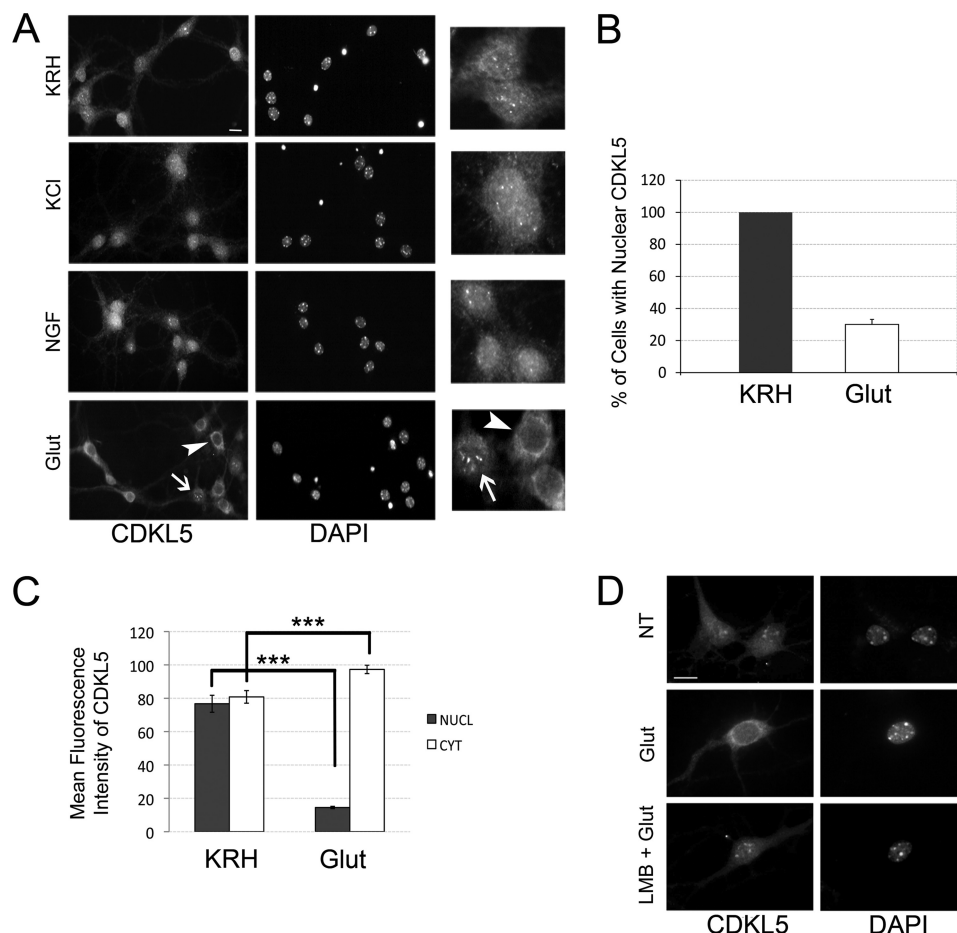 A
KRH
KCl
NGF
Glut
CDKL5
DAPI
B
% of Cells with Nuclear CDKL5
120
100
80
60
40
20
0
KRH
Glut
C
Mean Fluorescence
Intensity of CDKL5
120
100
80
60
40
20
0
***
***
NUCL
CYT
KRH
Glut
D
NT
Glut
LMB + Glut
CDKL5
DAPI